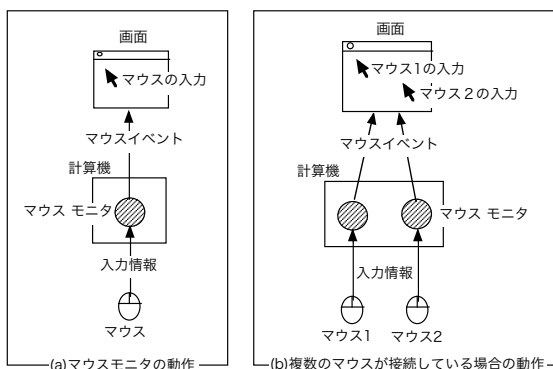 画面
マウスの入力
マウスイベント
計算機
マウス モニタ
入力情報
マウス
(a)マウスモニタの動作
画面
マウス1の入力
マウス２の入力
マウスイベント
計算機
マウス モニタ
入力情報
マウス1 マウス2
(b)複数のマウスが接続している場合の動作